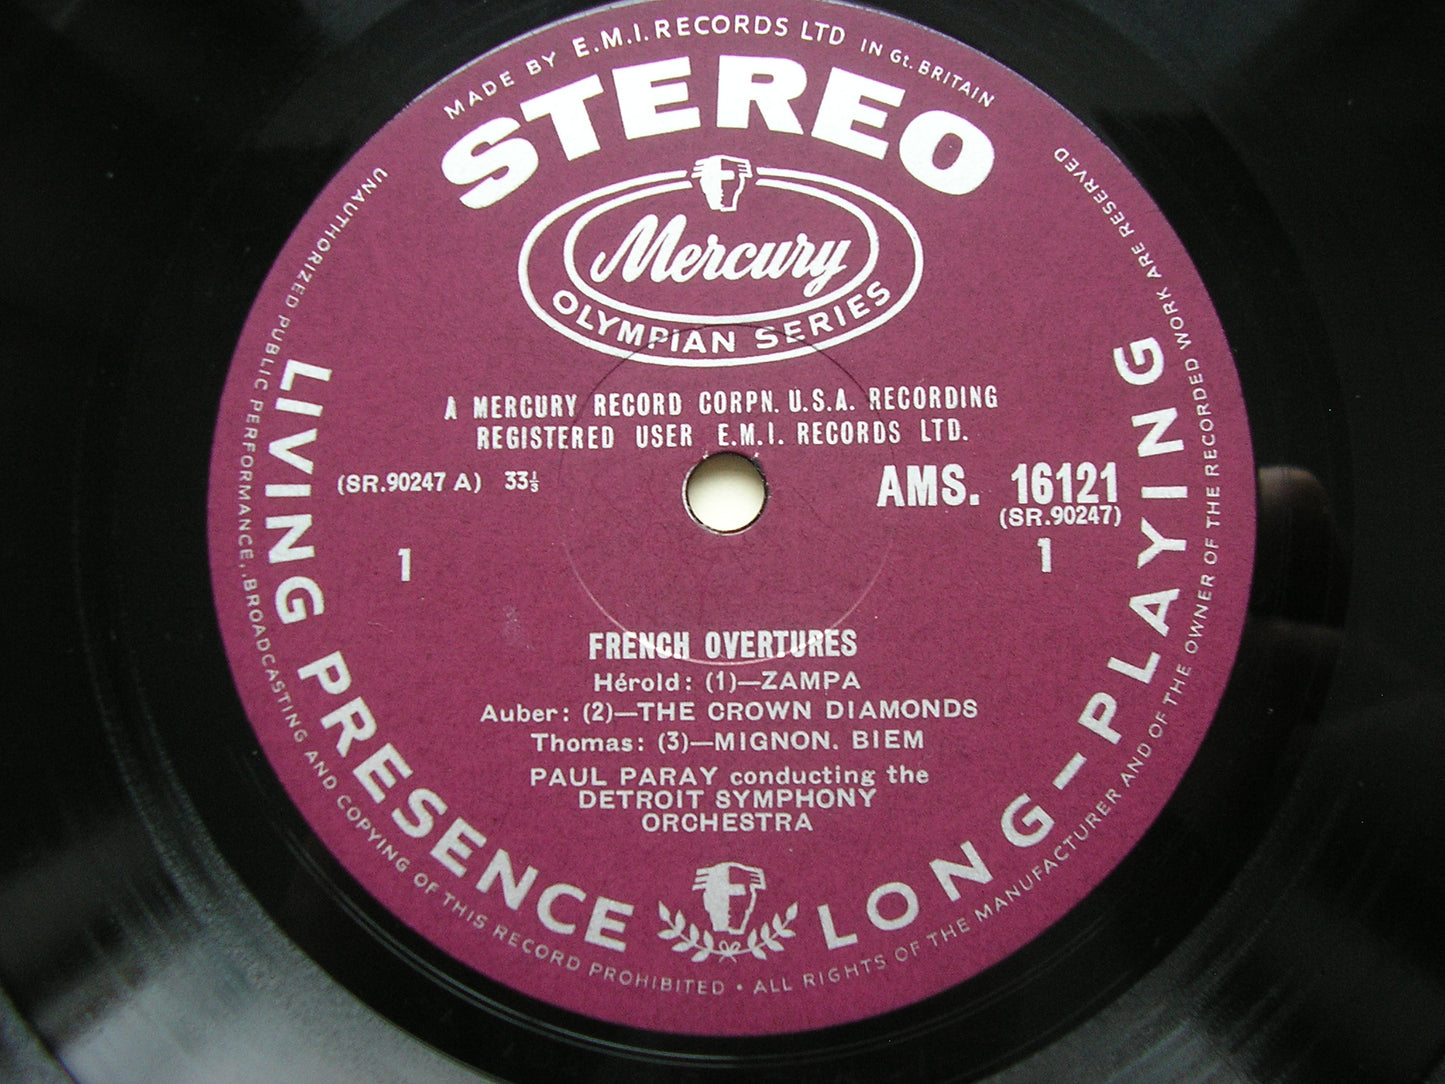 MADE BY E.M.I. RECORDS LTD IN Gt. BRITAIN
STEREO
Mercury
OLYMPIAN SERIES
A MERCURY RECORD CORPN. U.S.A. RECORDING
REGISTERED USER E.M.I. RECORDS LTD.
(SR.90247 A) 33⅓
AMS. 16121
(SR.90247)
1
1
FRENCH OVERTURES
Hérold: (1)—ZAMPA
Auber: (2)—THE CROWN DIAMONDS
Thomas: (3)—MIGNON. BIEM
PAUL PARAY conducting the
DETROIT SYMPHONY
ORCHESTRA
LIVING PRESENCE
LONG-PLAYING
UNAUTHORIZED PUBLIC PERFORMANCE, BROADCASTING AND COPYING OF THIS RECORD PROHIBITED • ALL RIGHTS OF THE MANUFACTURER AND OF THE OWNER OF THE RECORDED WORK ARE RESERVED